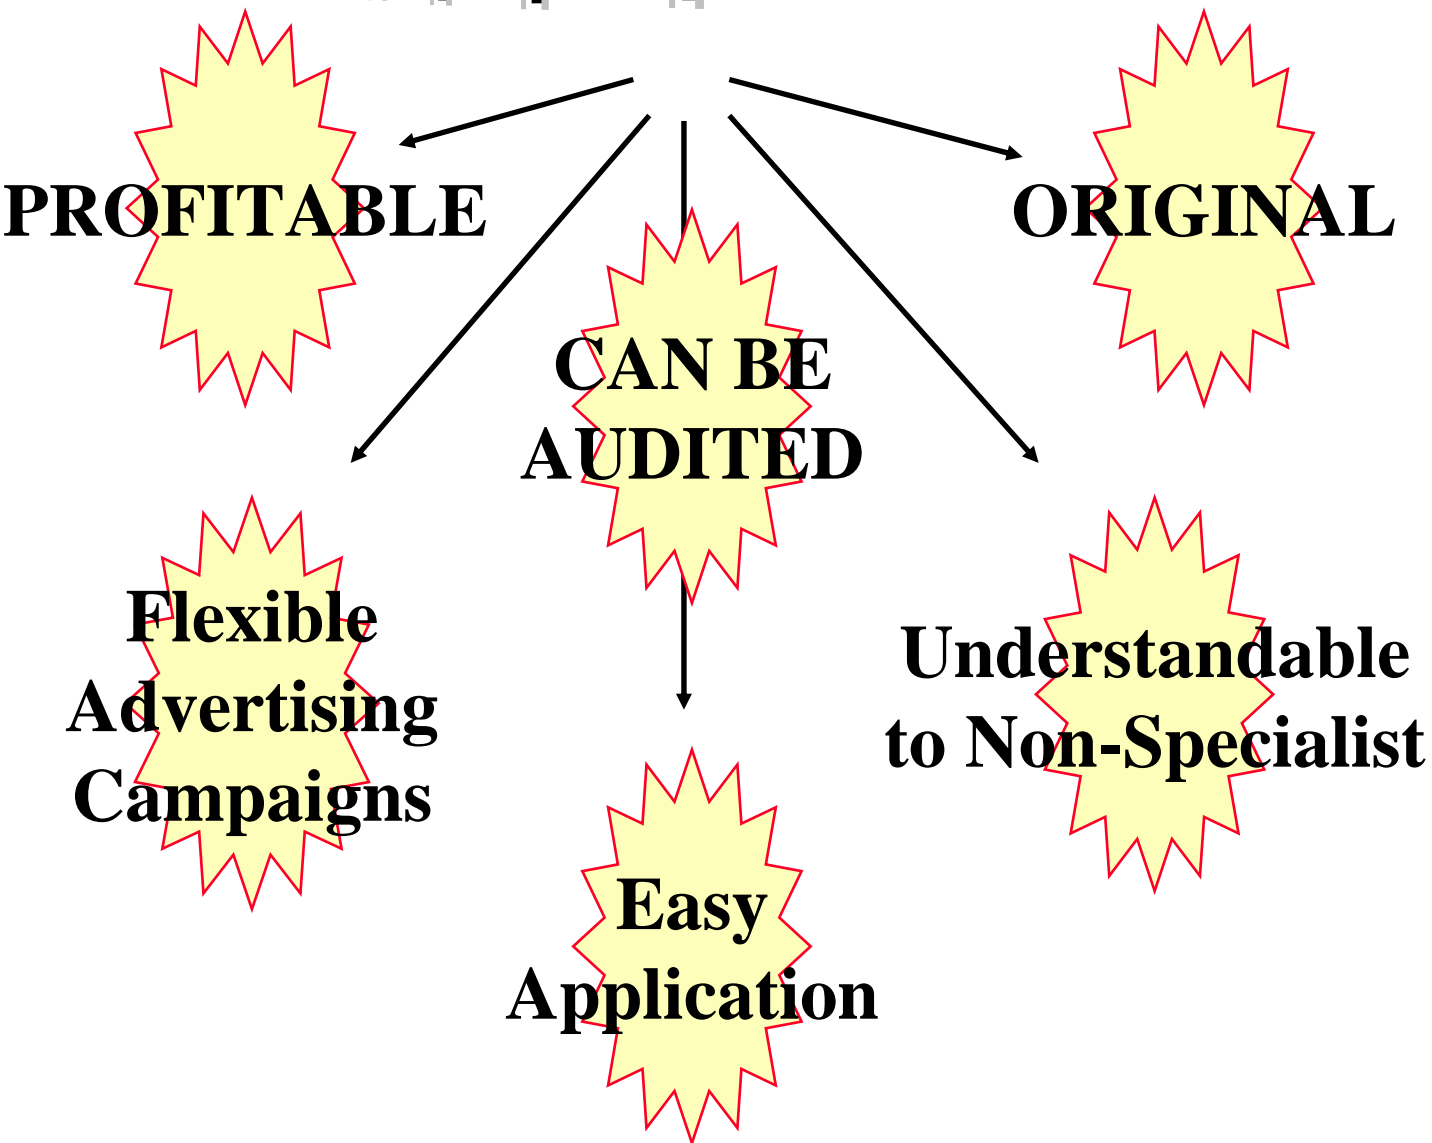 PROFITABLE
ORIGINAL
CAN BE
AUDITED
Flexible
Advertising
Campaigns
Understandable
to Non-Specialist
Easy
Application